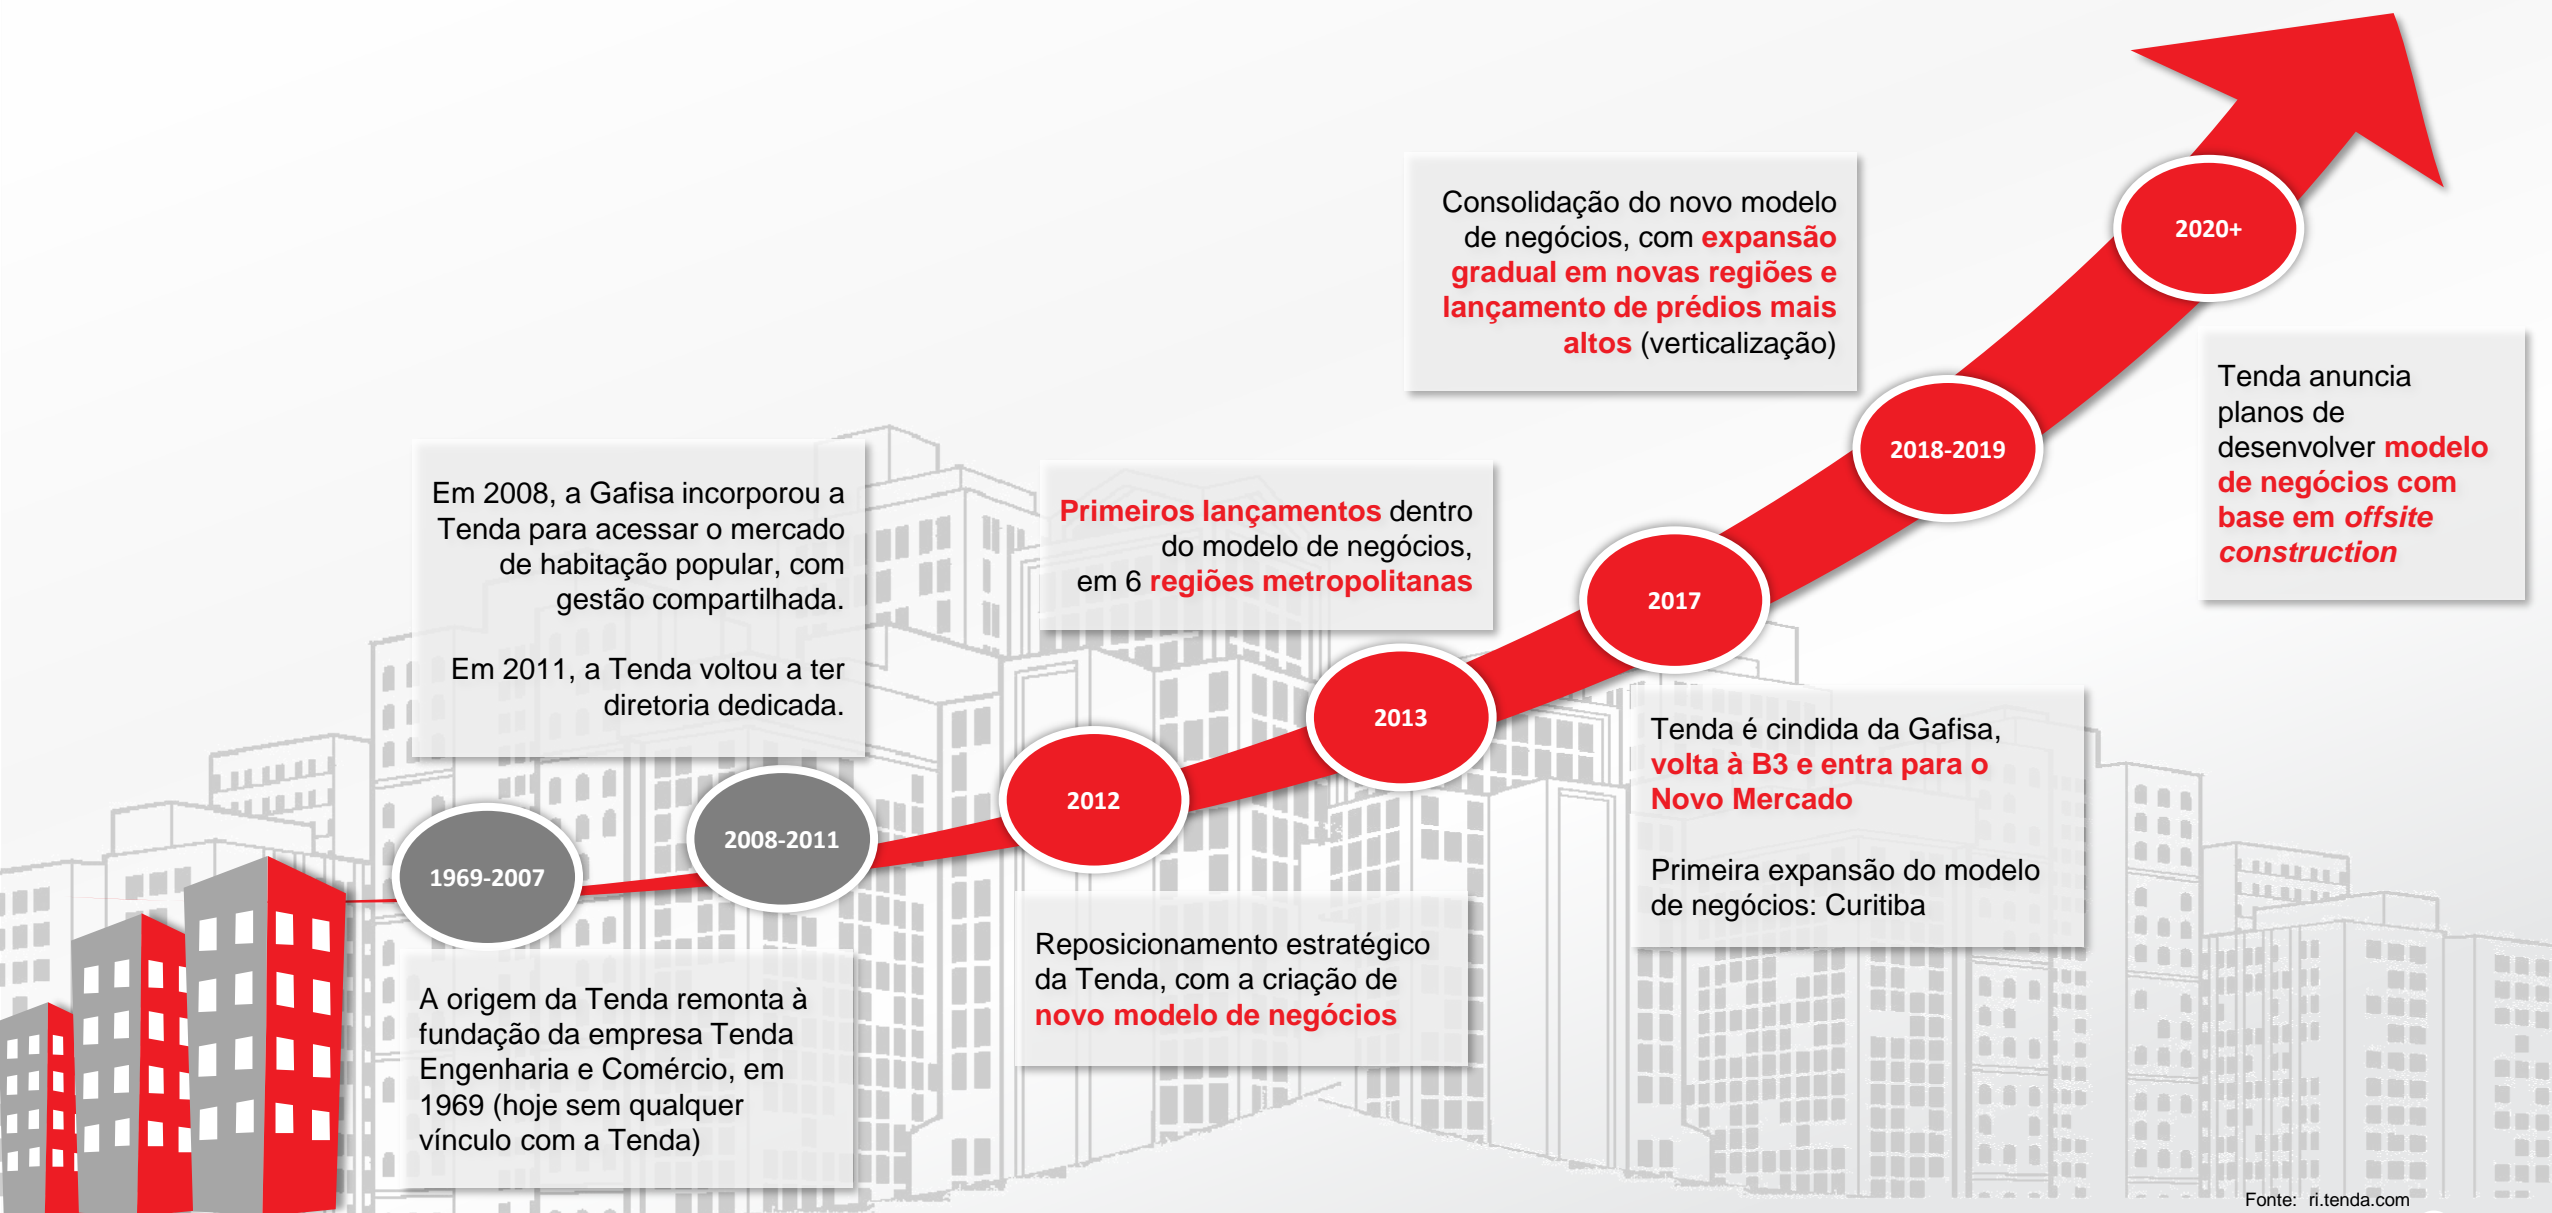 1969-2007
A origem da Tenda remonta à
fundação da empresa Tenda
Engenharia e Comércio, em
1969 (hoje sem qualquer
vínculo com a Tenda)
2008-2011
Em 2008, a Gafisa incorporou a
Tenda para acessar o mercado
de habitação popular, com
gestão compartilhada.
Em 2011, a Tenda voltou a ter
diretoria dedicada.
2012
Reposicionamento estratégico
da Tenda, com a criação de
novo modelo de negócios
2013
Primeiros lançamentos dentro
do modelo de negócios,
em 6 regiões metropolitanas
2017
Tenda é cindida da Gafisa,
volta à B3 e entra para o
Novo Mercado
Primeira expansão do modelo
de negócios: Curitiba
2018-2019
Consolidação do novo modelo
de negócios, com expansão
gradual em novas regiões e
lançamento de prédios mais
altos (verticalização)
2020+
Tenda anuncia
planos de
desenvolver modelo
de negócios com
base em offsite
construction
Fonte: ri.tenda.com